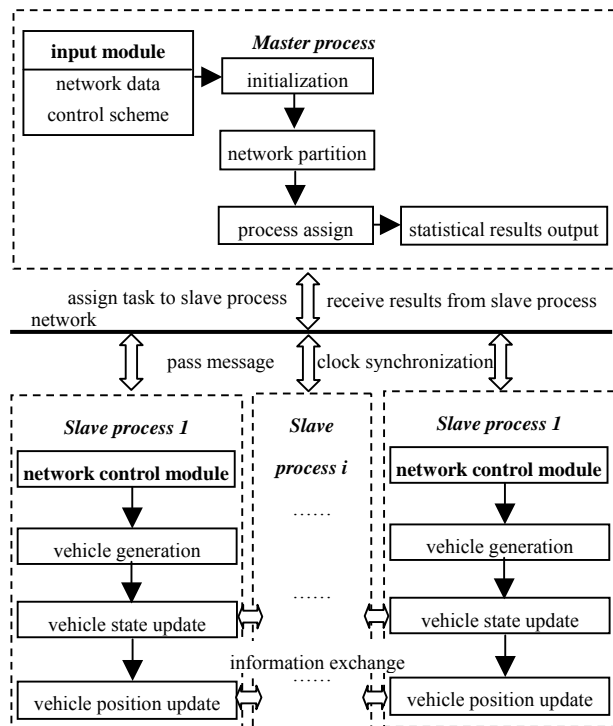 Master process
input module
network data
control scheme
initialization
network partition
process assign
statistical results output
assign task to slave process
receive results from slave process
network
pass message
clock synchronization
Slave process 1
network control module
vehicle generation
vehicle state update
vehicle position update
Slave
process i
......
......
information exchange
......
Slave process 1
network control module
vehicle generation
vehicle state update
vehicle position update